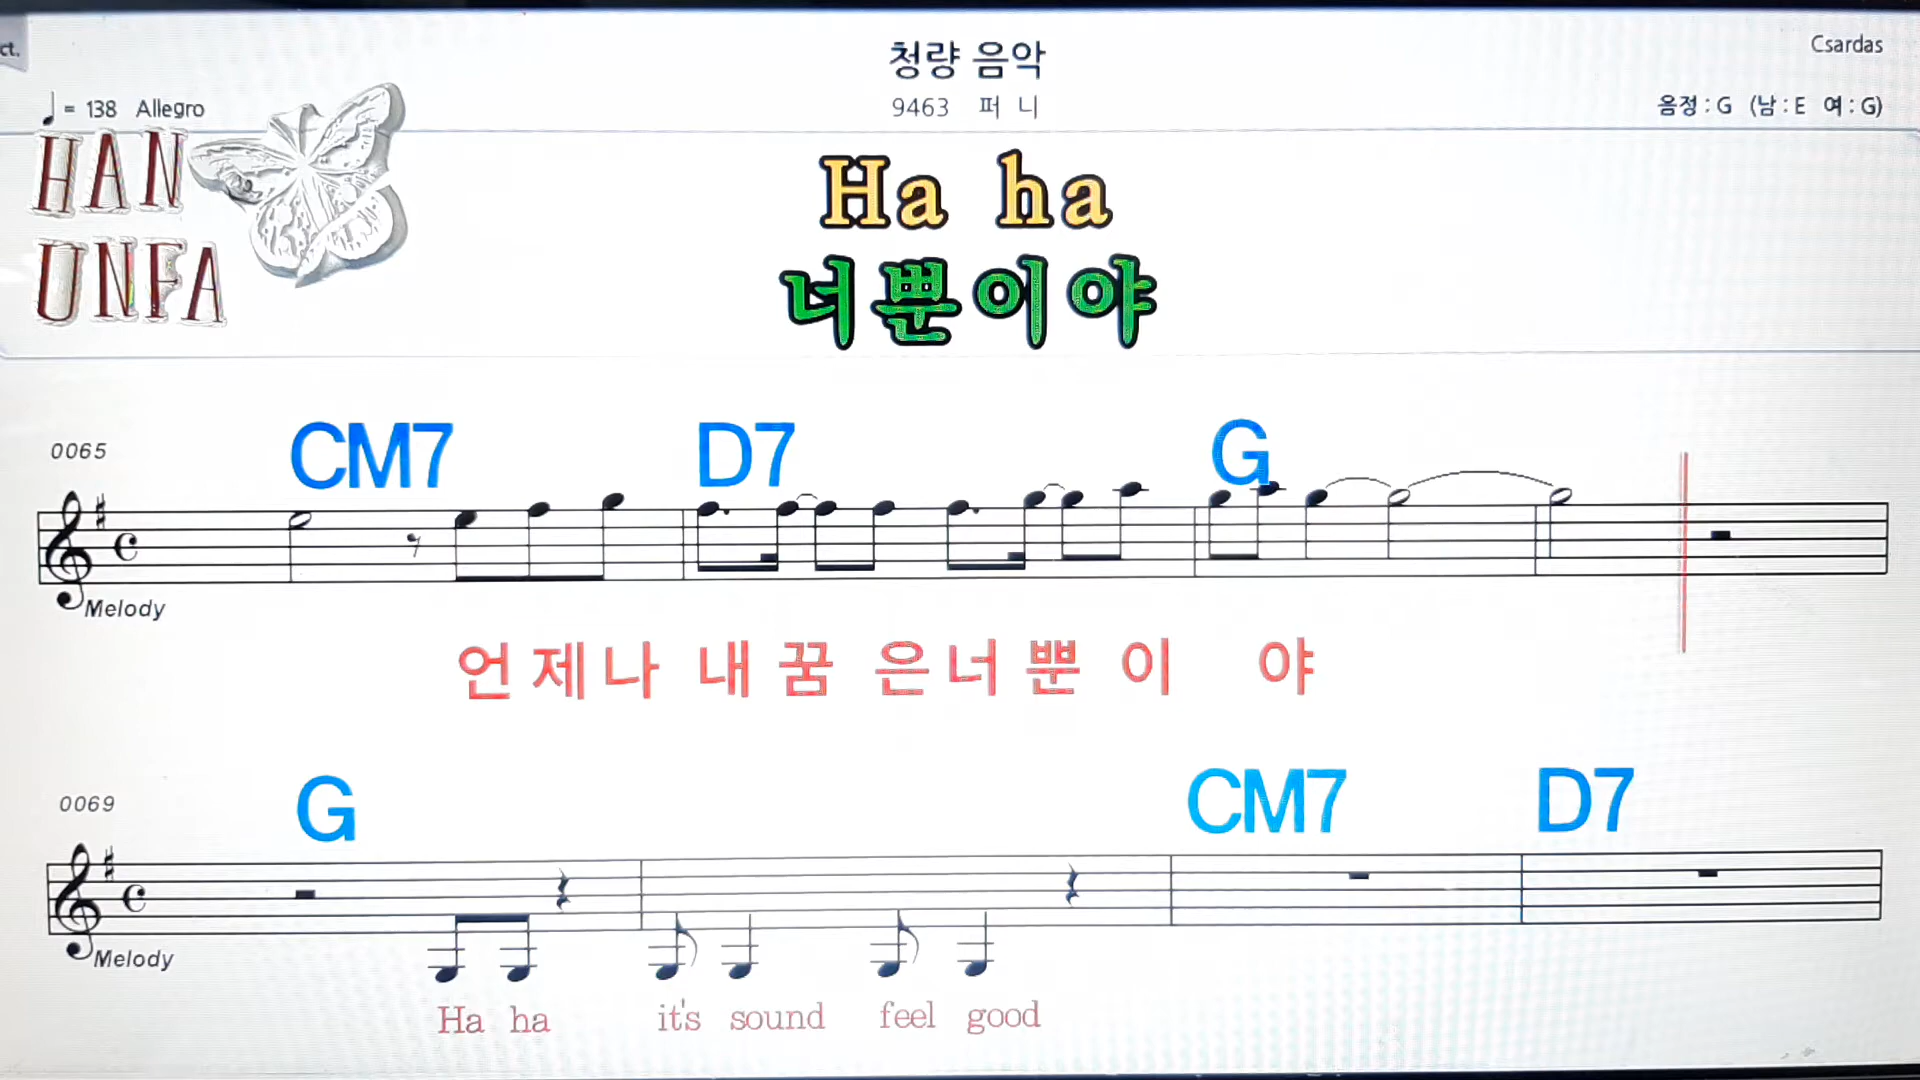 ct.
청량 음악
Csardas
= 138 Allegro
9463 퍼 니
음정 : G (남 : E 여 : G)
HAN
UNFA
Ha ha
너뿐이야
0065
CM7 D7 G
Melody
언 제 나 내 꿈 은 너 뿐 이 야
0069
G CM7 D7
Melody
Ha ha it's sound feel good